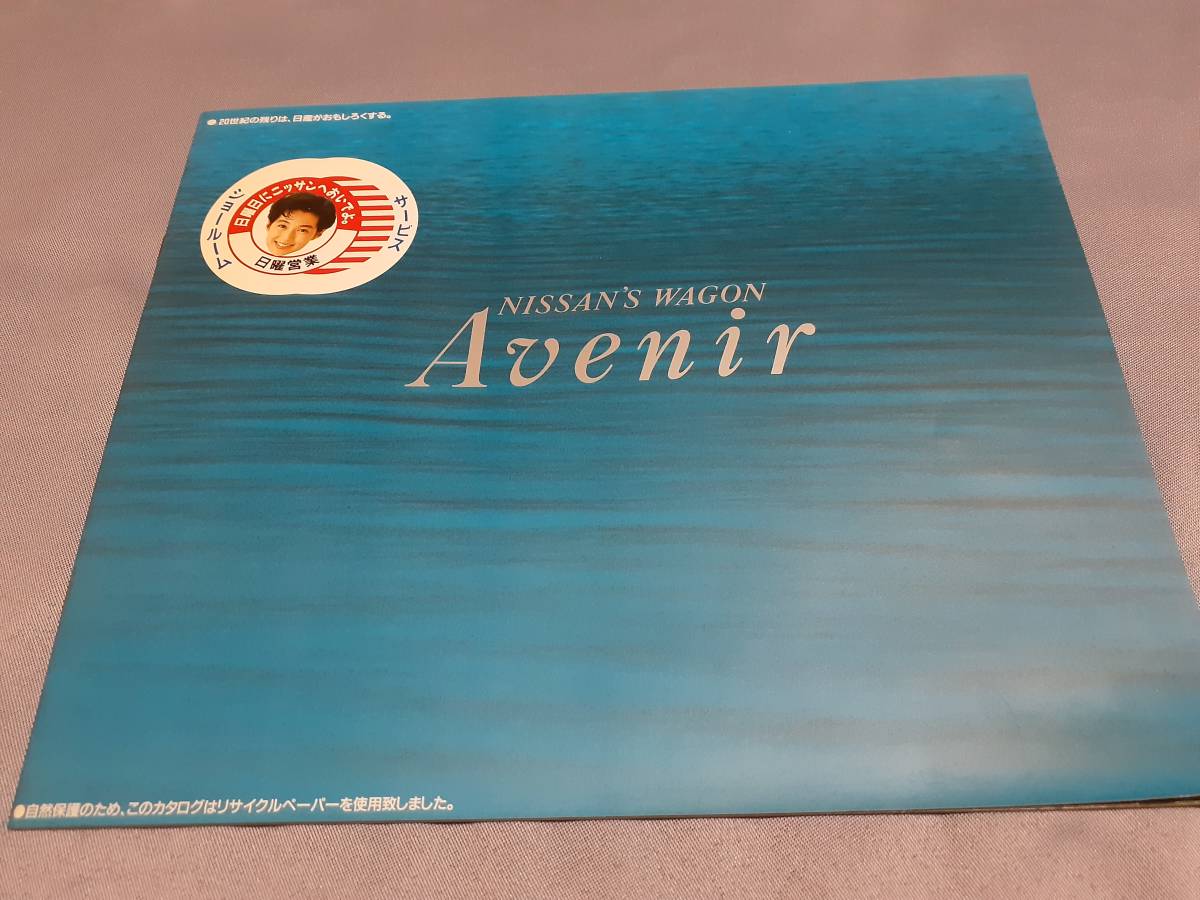 ●20世紀の残りは、日産がおもしろくする。
日曜日にニッサンへおいでよ。
ショールーム
サービス
日曜営業
NISSAN'S WAGON
Avenir
●自然保護のため、このカタログはリサイクルペーパーを使用致しました。